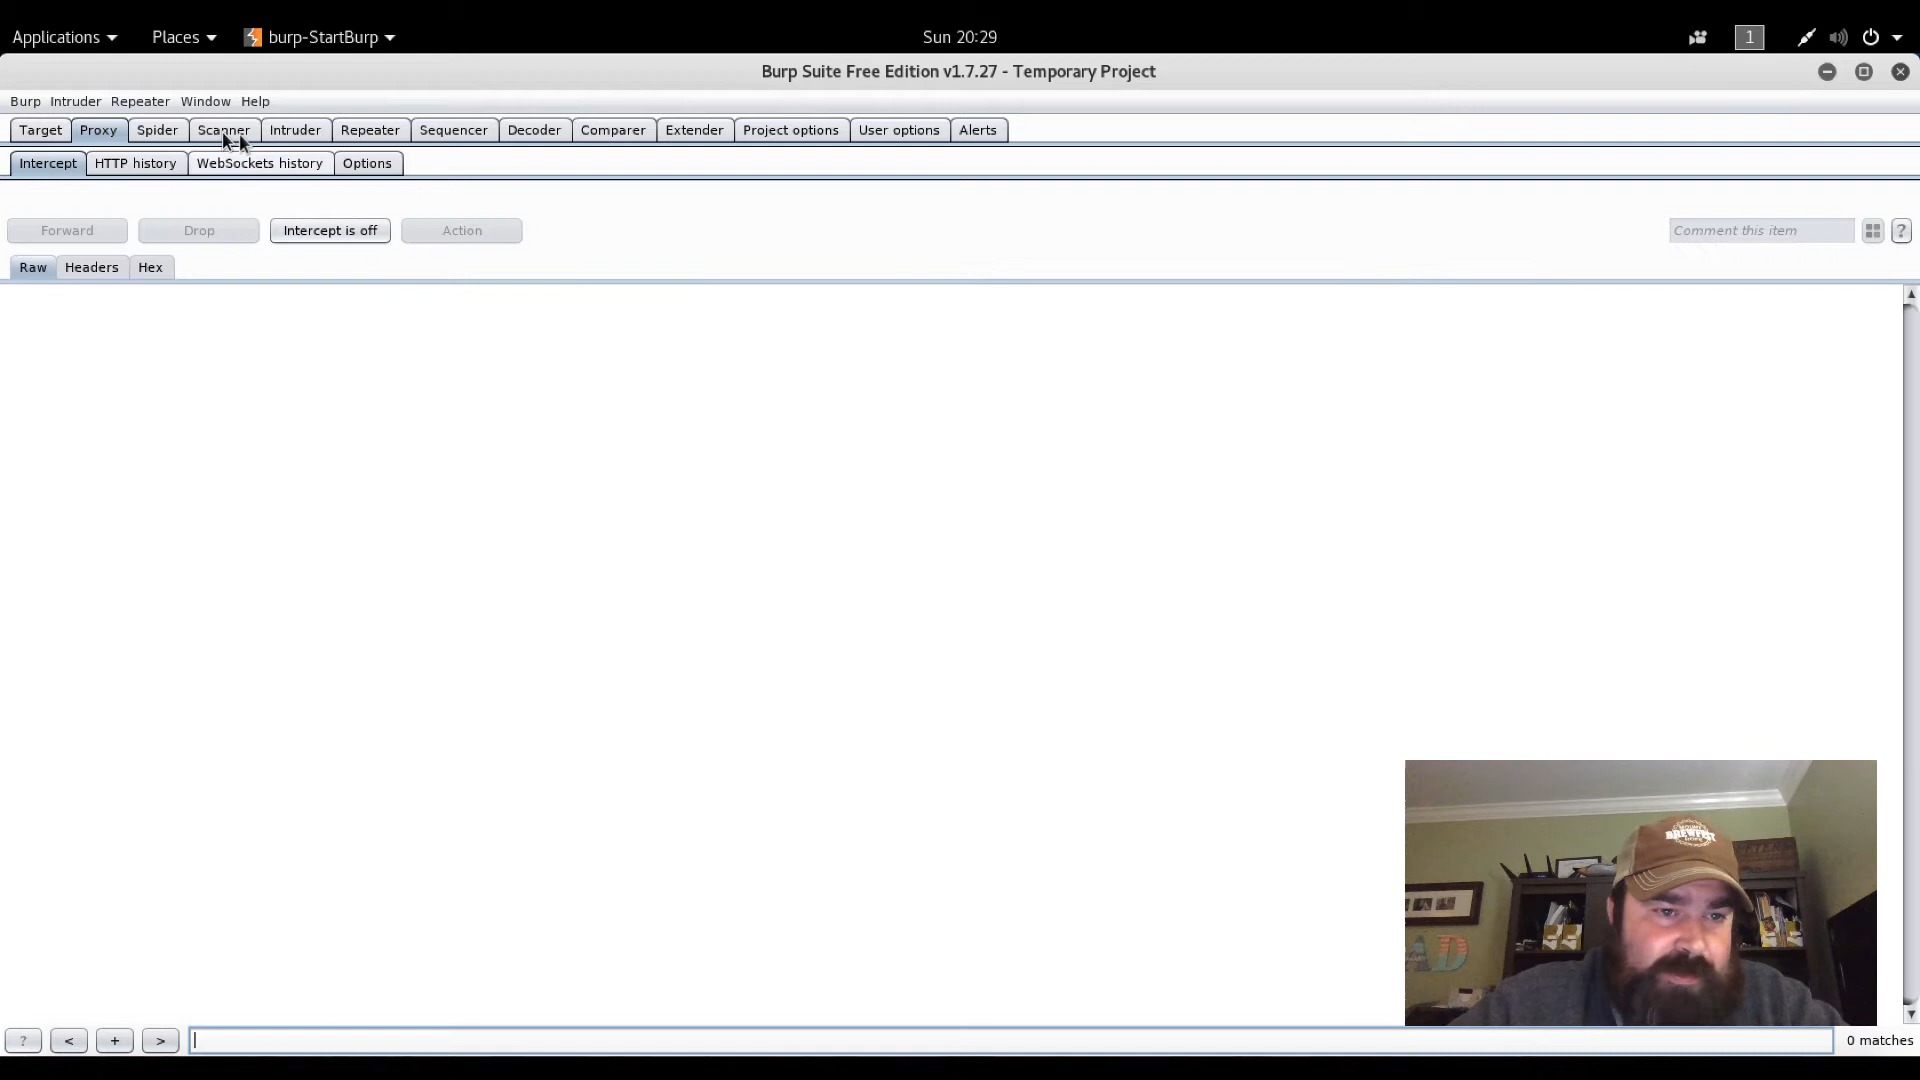 Applications Places burp-StartBurp Sun 20:29 1
Burp Suite Free Edition v1.7.27 - Temporary Project
Burp Intruder Repeater Window Help
Target Proxy Spider Scanner Intruder Repeater Sequencer Decoder Comparer Extender Project options User options Alerts
Intercept HTTP history WebSockets history Options
Forward Drop Intercept is off Action Comment this item ?
Raw Headers Hex
BREWFEST
AD
? < + > 0 matches